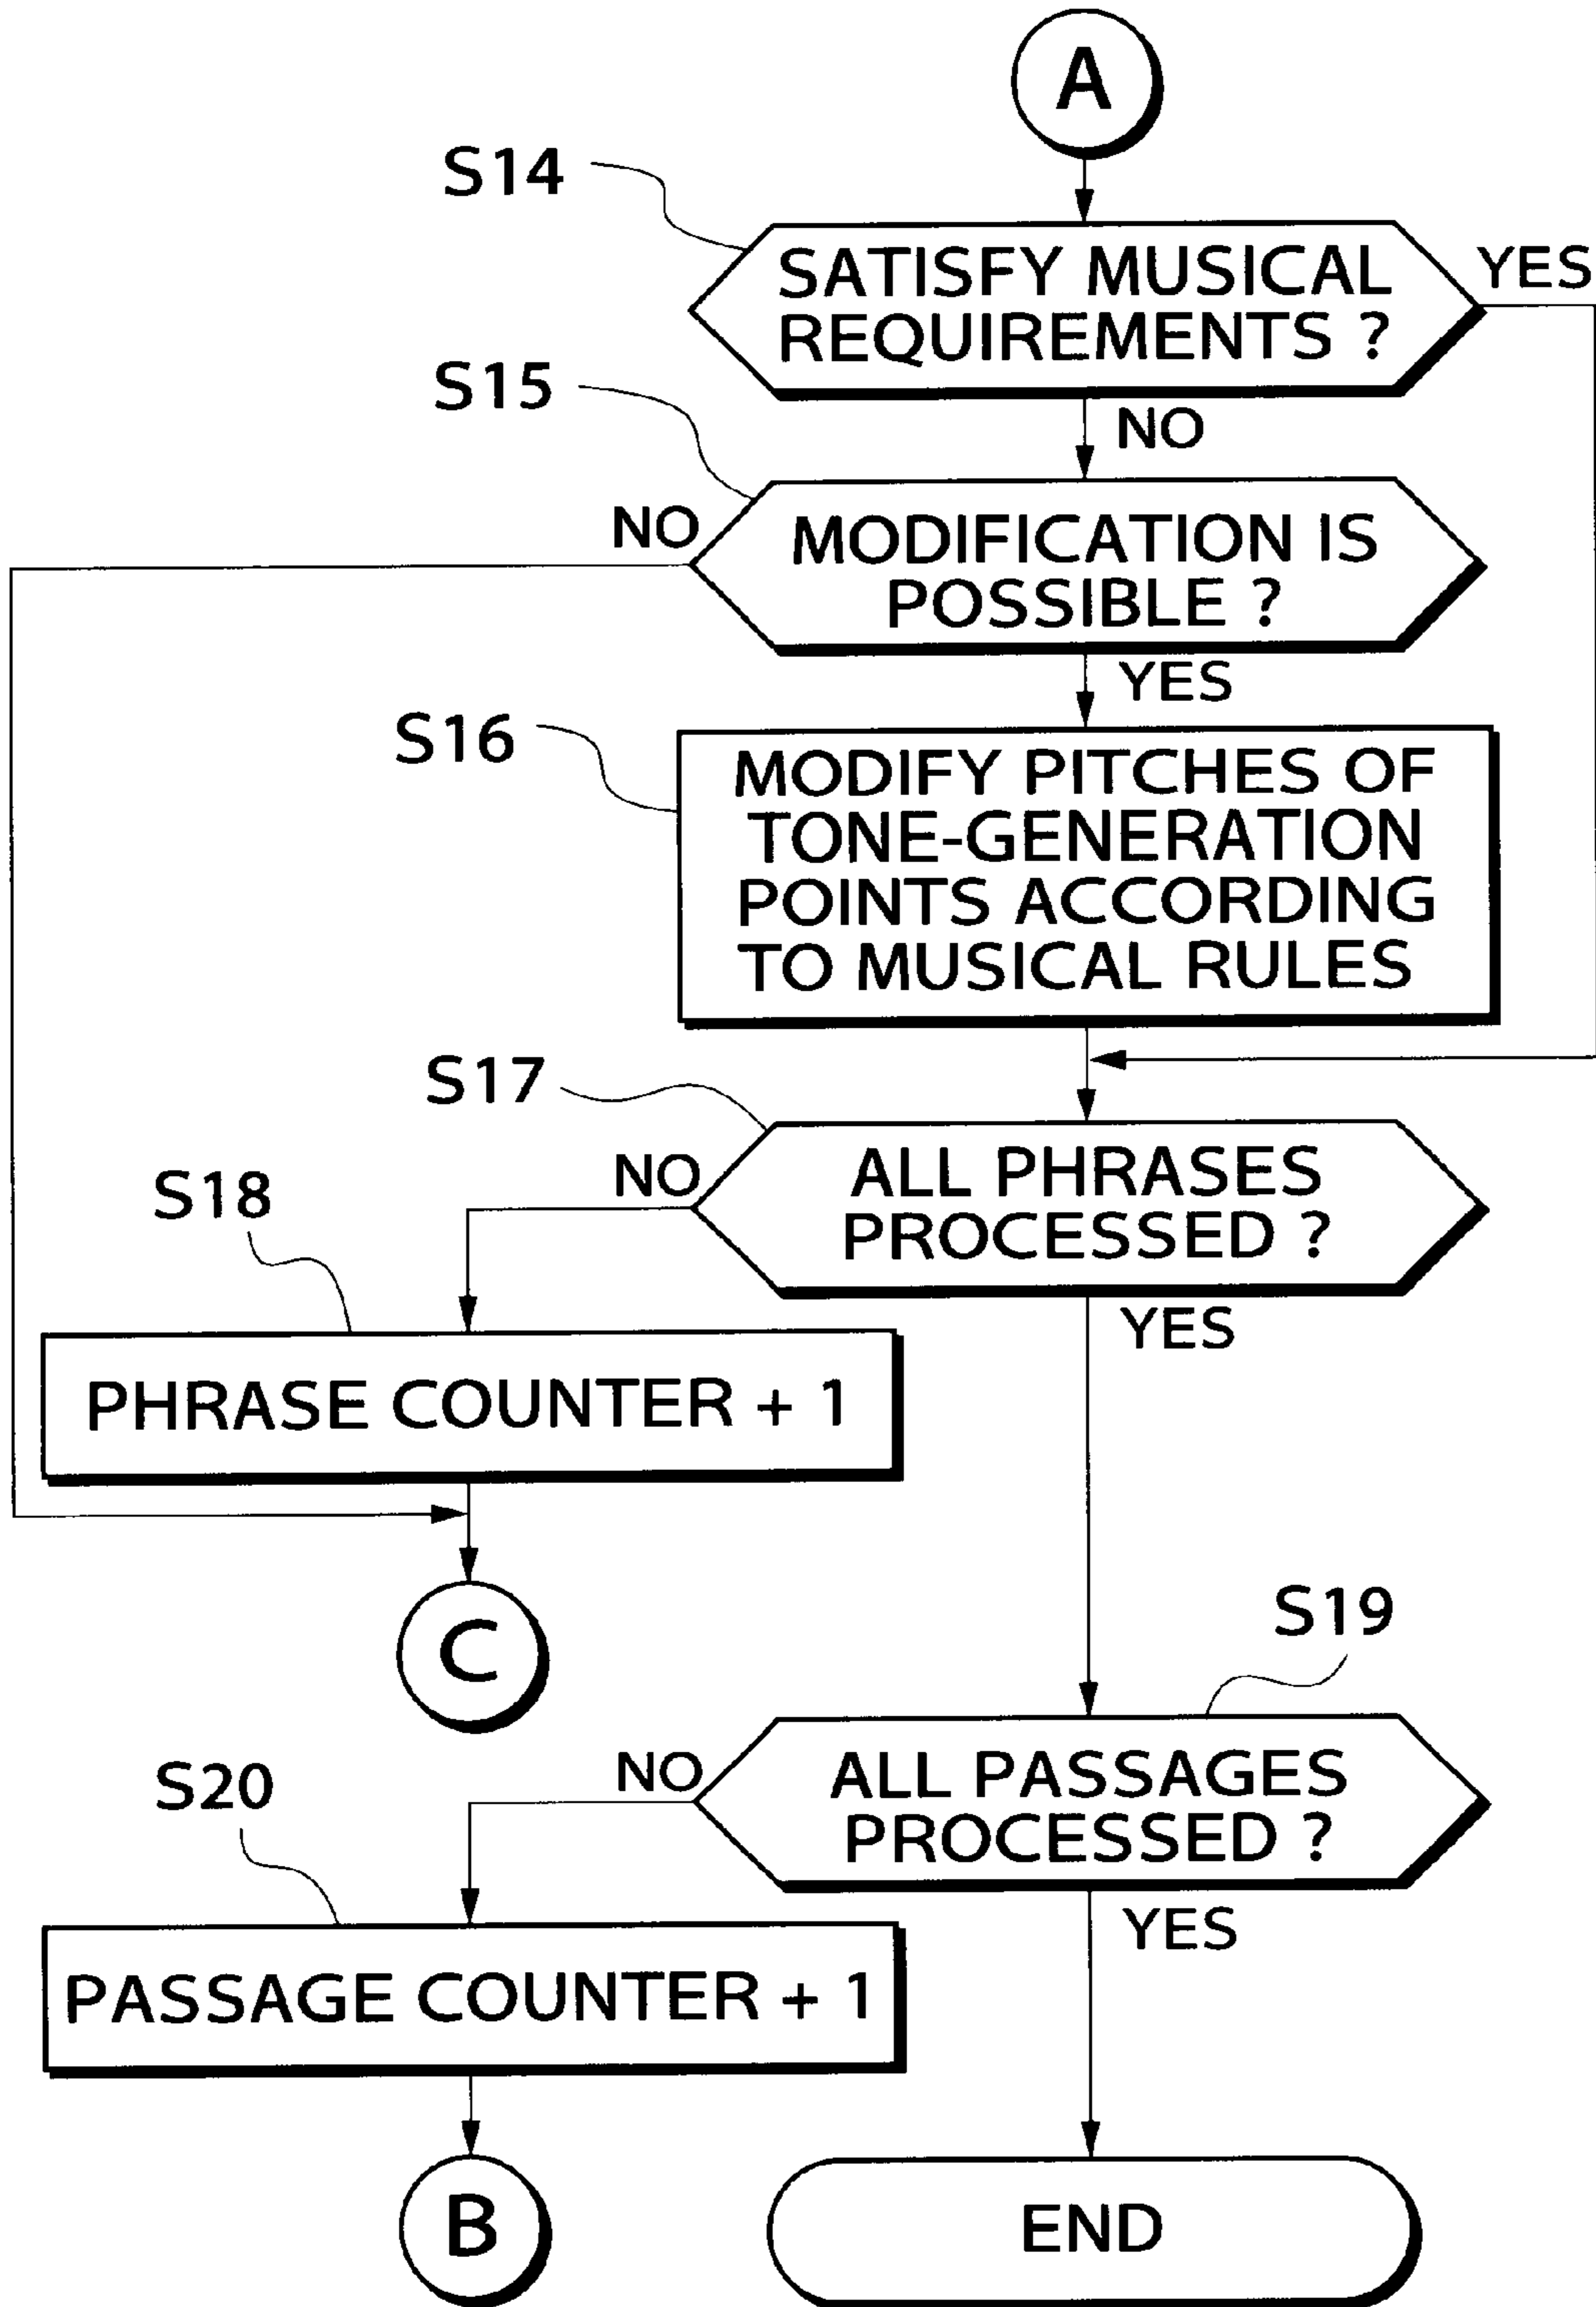 A
S14
SATISFY MUSICAL
REQUIREMENTS ?
YES
NO
S15
NO
MODIFICATION IS
POSSIBLE ?
YES
S16
MODIFY PITCHES OF
TONE-GENERATION
POINTS ACCORDING
TO MUSICAL RULES
S17
NO
ALL PHRASES
PROCESSED ?
YES
S18
PHRASE COUNTER + 1
C
S19
NO
ALL PASSAGES
PROCESSED ?
YES
S20
PASSAGE COUNTER + 1
B
END